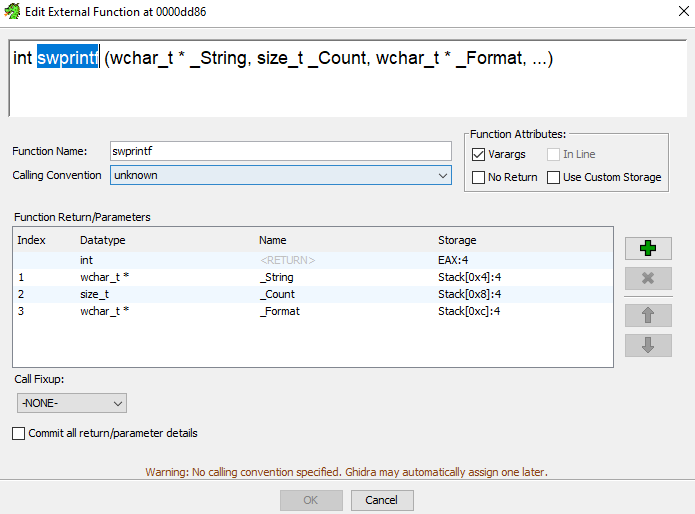 Edit External Function at 0000dd86
int swprintf (wchar_t * _String, size_t _Count, wchar_t * _Format, ...)
Function Name: swprintf
Calling Convention unknown
Function Attributes:
Varargs In Line
No Return Use Custom Storage
Function Return/Parameters
Index Datatype Name Storage
int <RETURN> EAX:4
1 wchar_t * _String Stack[0x4]:4
2 size_t _Count Stack[0x8]:4
3 wchar_t * _Format Stack[0xc]:4
Call Fixup:
-NONE-
Commit all return/parameter details
Warning: No calling convention specified. Ghidra may automatically assign one later.
OK Cancel